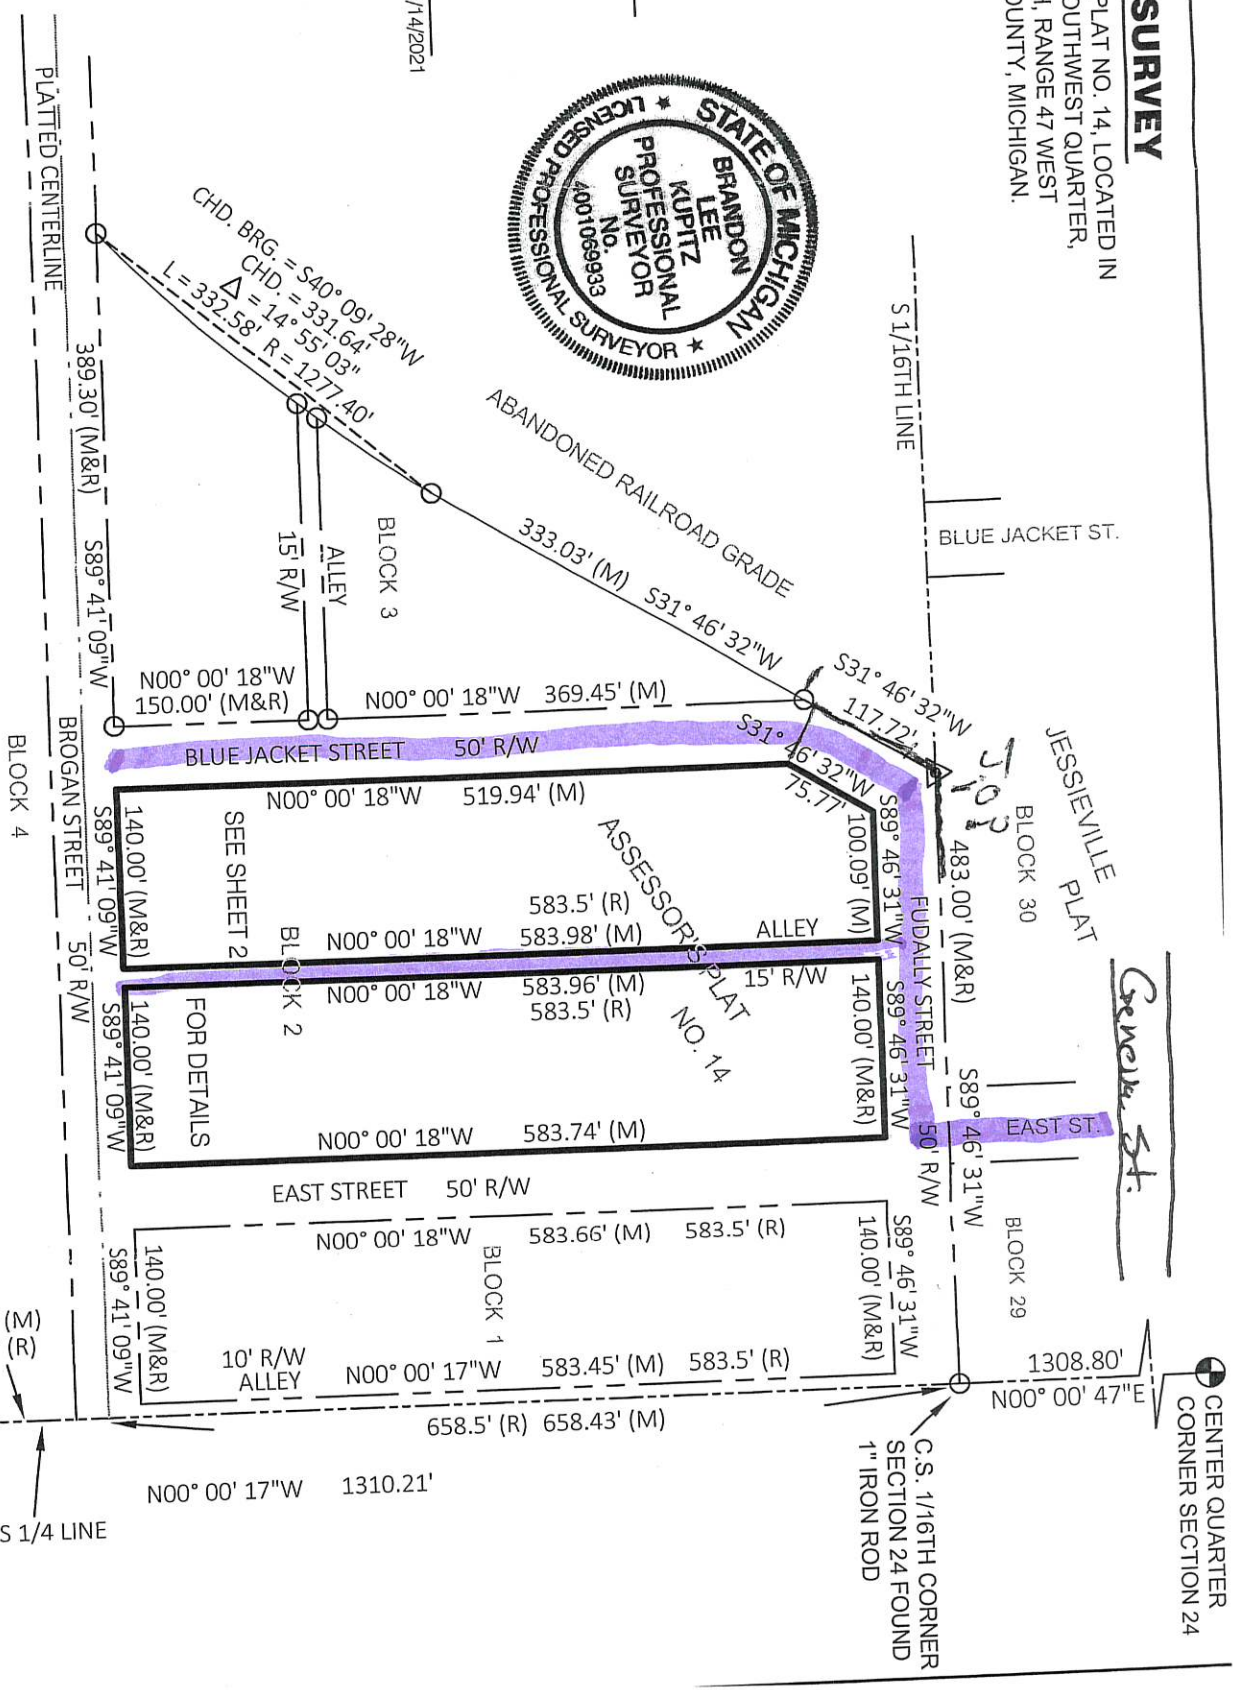 SURVEY
PLAT NO. 14, LOCATED IN
OUTHWEST QUARTER,
H, RANGE 47 WEST
OUNTY, MICHIGAN.
/14/2021
STATE OF MICHIGAN
LICENSED PROFESSIONAL SURVEYOR
BRANDON
LEE
KUPITZ
PROFESSIONAL
SURVEYOR
No.
4001069933
S 1/16TH LINE
BLUE JACKET ST.
ABANDONED RAILROAD GRADE
CHD. BRG. = S40° 09' 28"W
CHD. = 331.64'
Δ = 14° 55' 03"
L = 332.58' R = 1277.40'
333.03' (M) S31° 46' 32"W
S31° 46' 32"W
117.72'
JESSIEVILLE
PLAT
BLOCK 30
483.00' (M&R)
S89° 46' 31"W
Geneva St.
EAST ST.
BLOCK 29
CENTER QUARTER
CORNER SECTION 24
1308.80'
N00° 00' 47"E
C.S. 1/16TH CORNER
SECTION 24 FOUND
1" IRON ROD
FUDALLY STREET
50' R/W
BLOCK 3
ALLEY
15' R/W
N00° 00' 18"W
150.00' (M&R)
N00° 00' 18"W 369.45' (M)
BLUE JACKET STREET 50' R/W
S31° 46' 32"W
75.77'
S89° 46' 31"W
100.09' (M)
N00° 00' 18"W 519.94' (M)
SEE SHEET 2
ASSESSOR'S PLAT
NO. 14
583.5' (R)
N00° 00' 18"W 583.98' (M)
ALLEY
BLOCK 2
15' R/W
N00° 00' 18"W 583.96' (M)
583.5' (R)
S89° 46' 31"W
140.00' (M&R)
FOR DETAILS
N00° 00' 18"W 583.74' (M)
140.00' (M&R)
S89° 41' 09"W
140.00' (M&R)
S89° 41' 09"W
EAST STREET 50' R/W
N00° 00' 18"W 583.66' (M) 583.5' (R)
S89° 46' 31"W
140.00' (M&R)
BLOCK 1
140.00' (M&R)
S89° 41' 09"W
10' R/W
ALLEY
N00° 00' 17"W 583.45' (M) 583.5' (R)
658.5' (R) 658.43' (M)
N00° 00' 17"W 1310.21'
S 1/4 LINE
PLATTED CENTERLINE
389.30' (M&R) S89° 41' 09"W
BROGAN STREET 50' R/W
BLOCK 4
(M)
(R)